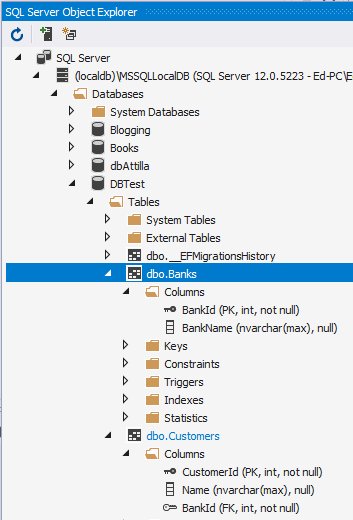 SQL Server Object Explorer
SQL Server
(localdb)\MSSQLLocalDB (SQL Server 12.0.5223 - Ed-PC\E
Databases
System Databases
Blogging
Books
dbAttilla
DBTest
Tables
System Tables
External Tables
dbo.__EFMigrationsHistory
dbo.Banks
Columns
BankId (PK, int, not null)
BankName (nvarchar(max), null)
Keys
Constraints
Triggers
Indexes
Statistics
dbo.Customers
Columns
CustomerId (PK, int, not null)
Name (nvarchar(max), null)
BankId (FK, int, not null)